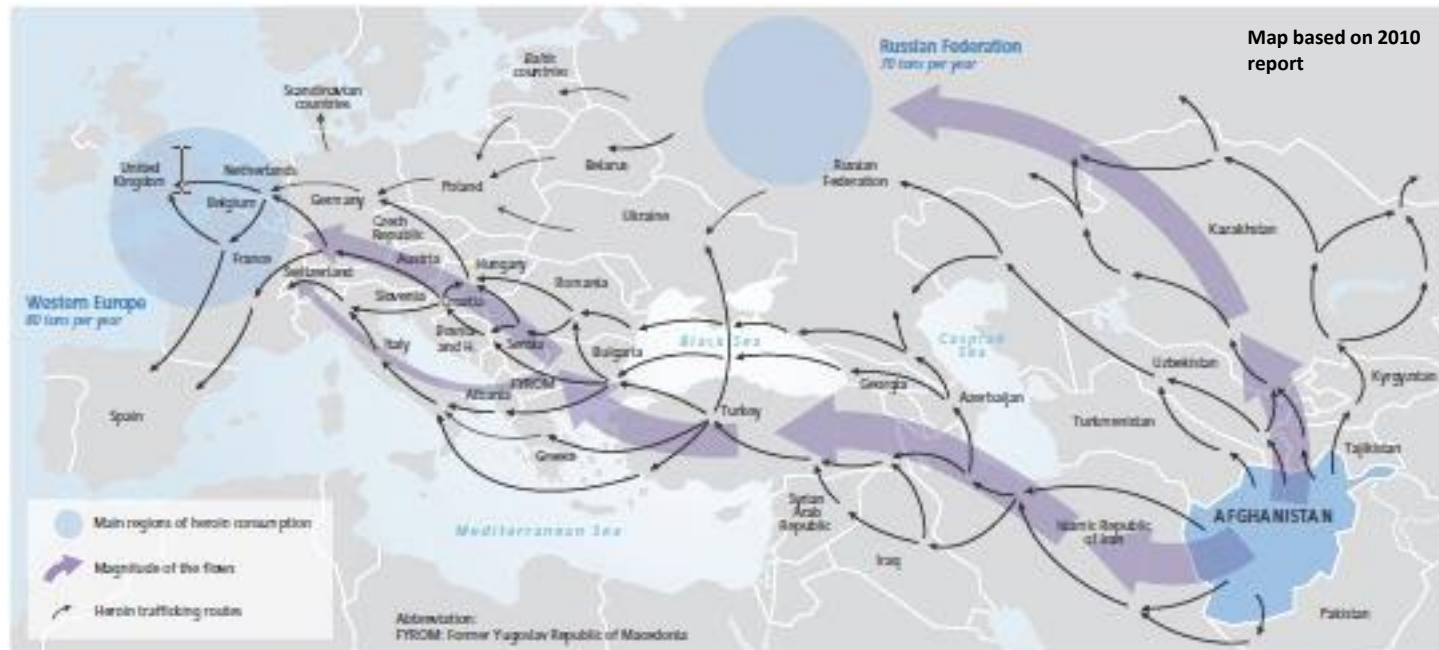 Map based on 2010
report
Russian Federation
70 tons per year
Baltic
countries
Scandinavian
countries
United
Kingdom
Netherlands
Belgium
Germany
Poland
Belarus
Russian
Federation
Ukraine
Czech
Republic
Kazakhstan
France
Switzerland
Austria
Hungary
Romania
Western Europe
80 tons per year
Slovenia
Croatia
Bosnia
and H.
Serbia
Italy
Bulgaria
Black Sea
Caspian
Sea
Georgia
Azerbaijan
Uzbekistan
Kyrgyzstan
Albania
FYROM
Spain
Turkey
Turkmenistan
Tajikistan
Greece
Syrian
Arab
Republic
Iraq
Islamic Republic
of Iran
AFGHANISTAN
Pakistan
Mediterranean Sea
Main regions of heroin consumption
Magnitude of the flows
Heroin trafficking routes
Abbreviation:
FYROM: Former Yugoslav Republic of Macedonia